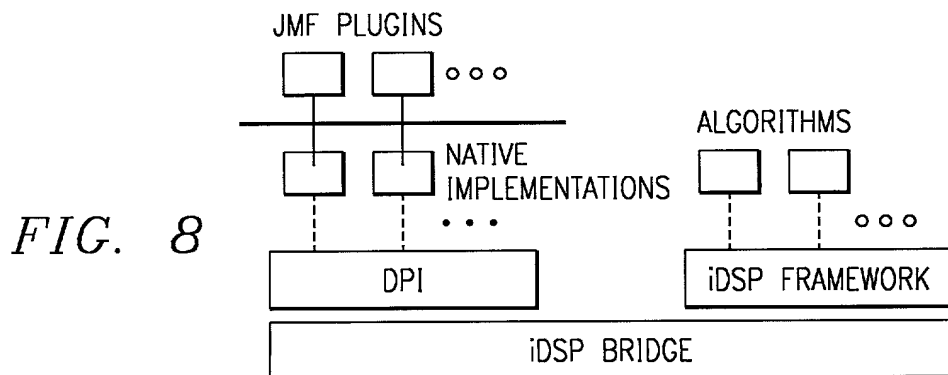 JMF PLUGINS
ALGORITHMS
NATIVE
IMPLEMENTATIONS
FIG. 8
DPI
iDSP FRAMEWORK
iDSP BRIDGE